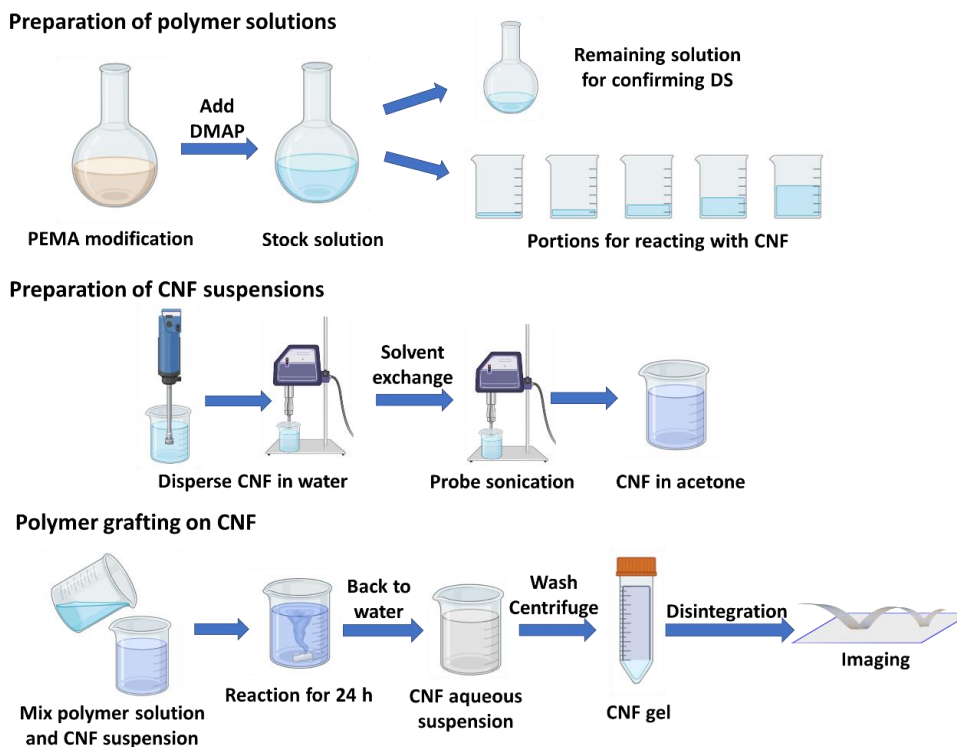 Preparation of polymer solutions
Add
DMAP
Remaining solution
for confirming DS
PEMA modification
Stock solution
Portions for reacting with CNF
Preparation of CNF suspensions
Solvent
exchange
Disperse CNF in water
Probe sonication
CNF in acetone
Polymer grafting on CNF
Back to
water
Wash
Centrifuge
Disintegration
Mix polymer solution
and CNF suspension
Reaction for 24 h
CNF aqueous
suspension
CNF gel
Imaging